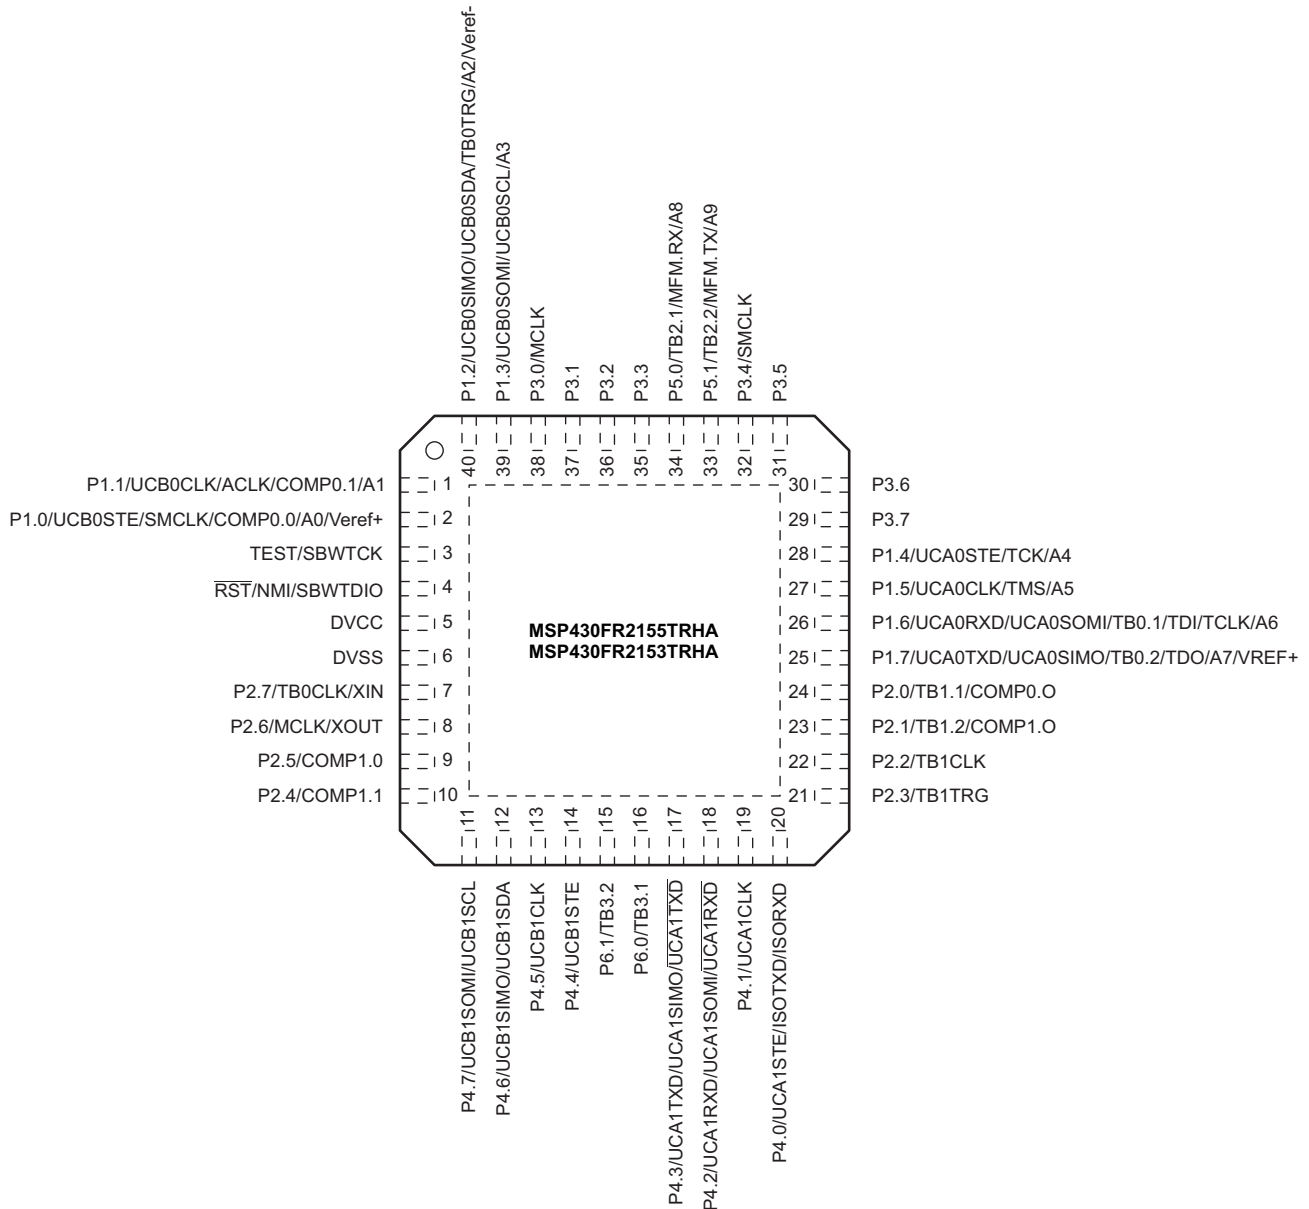 P1.2/UCB0SIMO/UCB0SDA/TB0TRG/A2/Veref-
P1.3/UCB0SOMI/UCB0SCL/A3
P3.0/MCLK
P3.1
P3.2
P3.3
P5.0/TB2.1/MFM.RX/A8
P5.1/TB2.2/MFM.TX/A9
P3.4/SMCLK
P3.5
40
39
38
37
36
35
34
33
32
31
P1.1/UCB0CLK/ACLK/COMP0.1/A1
1
P1.0/UCB0STE/SMCLK/COMP0.0/A0/Veref+
2
TEST/SBWTCK
3
RST/NMI/SBWTDIO
4
DVCC
5
DVSS
6
P2.7/TB0CLK/XIN
7
P2.6/MCLK/XOUT
8
P2.5/COMP1.0
9
P2.4/COMP1.1
10
MSP430FR2155TRHA
MSP430FR2153TRHA
30
P3.6
29
P3.7
28
P1.4/UCA0STE/TCK/A4
27
P1.5/UCA0CLK/TMS/A5
26
P1.6/UCA0RXD/UCA0SOMI/TB0.1/TDI/TCLK/A6
25
P1.7/UCA0TXD/UCA0SIMO/TB0.2/TDO/A7/VREF+
24
P2.0/TB1.1/COMP0.O
23
P2.1/TB1.2/COMP1.O
22
P2.2/TB1CLK
21
P2.3/TB1TRG
11
12
13
14
15
16
17
18
19
20
P4.7/UCB1SOMI/UCB1SCL
P4.6/UCB1SIMO/UCB1SDA
P4.5/UCB1CLK
P4.4/UCB1STE
P6.1/TB3.2
P6.0/TB3.1
P4.3/UCA1TXD/UCA1SIMO/UCA1TXD
P4.2/UCA1RXD/UCA1SOMI/UCA1RXD
P4.1/UCA1CLK
P4.0/UCA1STE/ISOTXD/ISORXD